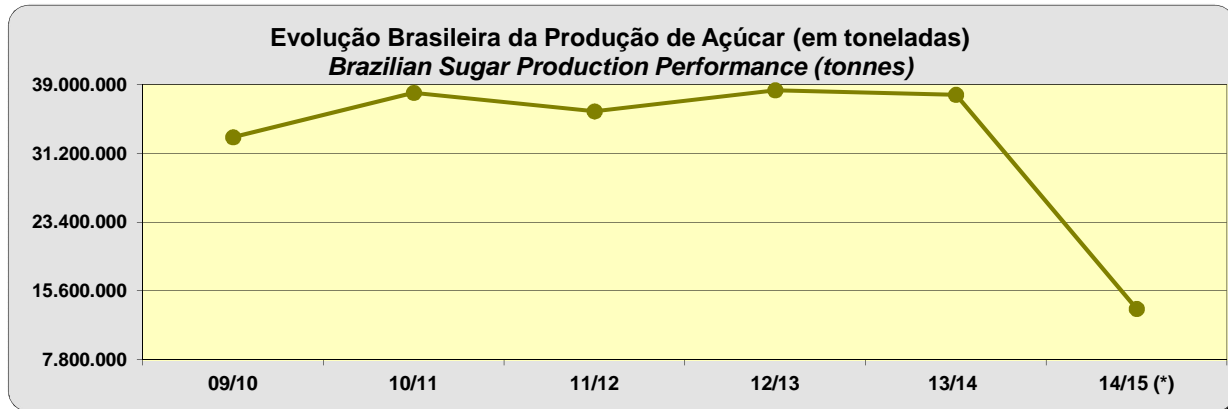 Evolução Brasileira da Produção de Açúcar (em toneladas)
Brazilian Sugar Production Performance (tonnes)
39.000.000
31.200.000
23.400.000
15.600.000
7.800.000
09/10 10/11 11/12 12/13 13/14 14/15 (*)